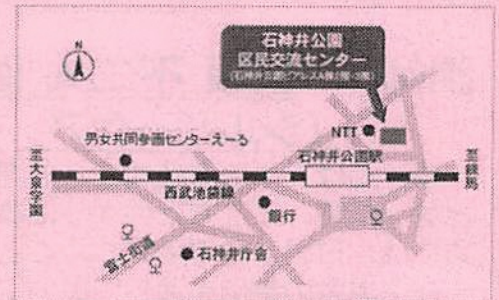 石神井公園
区民交流センター
(石神井公園ピアレスA棟2階・3階)
N
NTT
男女共同参画センターえーる
石神井公園駅
至大泉学園
至練馬
西武池袋線
銀行
富士街道
石神井庁舎